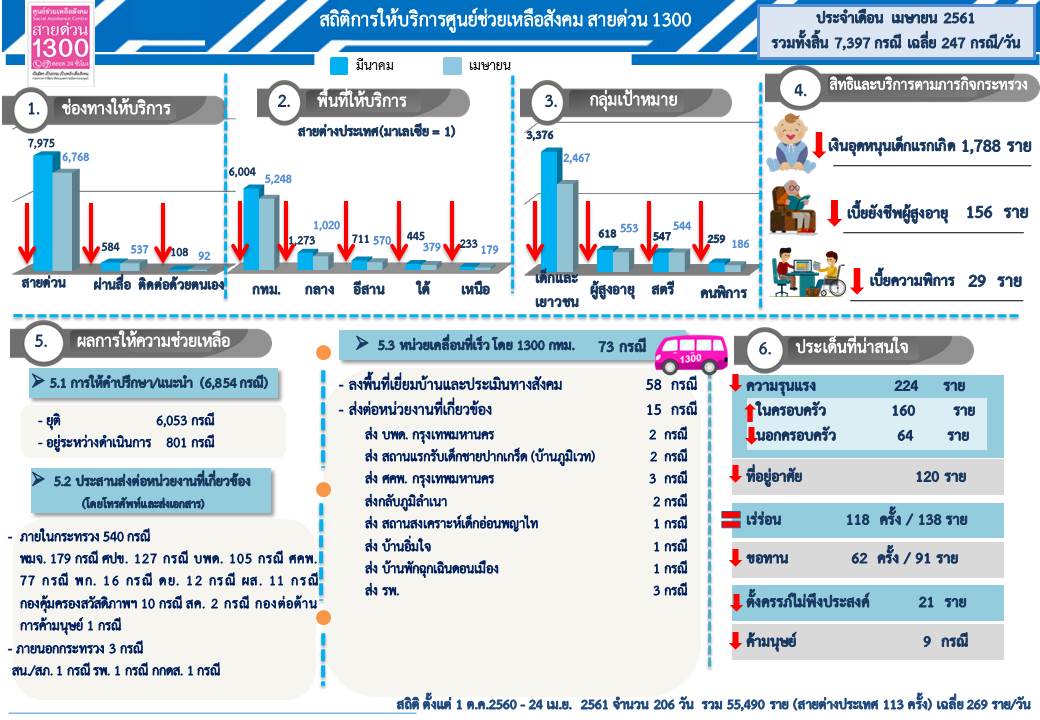 ศูนย์ช่วยเหลือสังคม
Social Assistance Center
สายด่วน
1300
ตลอด 24 ชั่วโมง
สถิติการให้บริการศูนย์ช่วยเหลือสังคม สายด่วน 1300
ประจำเดือน เมษายน 2561
รวมทั้งสิ้น 7,397 กรณี เฉลี่ย 247 กรณี/วัน
มีนาคม
เมษายน
1.
ช่องทางให้บริการ
7,975
6,768
584
537
108
92
สายด่วน
ผ่านสื่อ
ติดต่อด้วยตนเอง
2.
พื้นที่ให้บริการ
สายต่างประเทศ(มาเลเซีย = 1)
6,004
5,248
1,273
1,020
711
570
445
379
233
179
กทม.
กลาง
อีสาน
ใต้
เหนือ
3.
กลุ่มเป้าหมาย
3,376
2,467
618
553
547
544
259
186
เด็กและ
เยาวชน
ผู้สูงอายุ
สตรี
คนพิการ
4.
สิทธิและบริการตามภารกิจกระทรวง
เงินอุดหนุนเด็กแรกเกิด 1,788 ราย
เบี้ยยังชีพผู้สูงอายุ 156 ราย
เบี้ยความพิการ 29 ราย
5.
ผลการให้ความช่วยเหลือ
5.1 การให้คำปรึกษา/แนะนำ (6,854 กรณี)
- ยุติ 6,053 กรณี
- อยู่ระหว่างดำเนินการ 801 กรณี
5.2 ประสานส่งต่อหน่วยงานที่เกี่ยวข้อง
(โดยโทรศัพท์และส่งเอกสาร)
- ภายในกระทรวง 540 กรณี
พมจ. 179 กรณี ศปข. 127 กรณี บพด. 105 กรณี ศคพ.
77 กรณี พก. 16 กรณี ดย. 12 กรณี ผส. 11 กรณี
กองคุ้มครองสวัสดิภาพฯ 10 กรณี สค. 2 กรณี กองต่อต้าน
การค้ามนุษย์ 1 กรณี
- ภายนอกกระทรวง 3 กรณี
สน./สภ. 1 กรณี รพ. 1 กรณี กกดส. 1 กรณี
5.3 หน่วยเคลื่อนที่เร็ว โดย 1300 กทม. 73 กรณี
1300
- ลงพื้นที่เยี่ยมบ้านและประเมินทางสังคม 58 กรณี
- ส่งต่อหน่วยงานที่เกี่ยวข้อง 15 กรณี
ส่ง บพด. กรุงเทพมหานคร 2 กรณี
ส่ง สถานแรกรับเด็กชายปากเกร็ด (บ้านภูมิเวท) 2 กรณี
ส่ง ศคพ. กรุงเทพมหานคร 3 กรณี
ส่งกลับภูมิลำเนา 2 กรณี
ส่ง สถานสงเคราะห์เด็กอ่อนพญาไท 1 กรณี
ส่ง บ้านอิ่มใจ 1 กรณี
ส่ง บ้านพักฉุกเฉินดอนเมือง 1 กรณี
ส่ง รพ. 3 กรณี
6.
ประเด็นที่น่าสนใจ
ความรุนแรง 224 ราย
ในครอบครัว 160 ราย
นอกครอบครัว 64 ราย
ที่อยู่อาศัย 120 ราย
เร่ร่อน 118 ครั้ง / 138 ราย
ขอทาน 62 ครั้ง / 91 ราย
ตั้งครรภ์ไม่พึงประสงค์ 21 ราย
ค้ามนุษย์ 9 กรณี
สถิติ ตั้งแต่ 1 ต.ค.2560 - 24 เม.ย. 2561 จำนวน 206 วัน รวม 55,490 ราย (สายต่างประเทศ 113 ครั้ง) เฉลี่ย 269 ราย/วัน